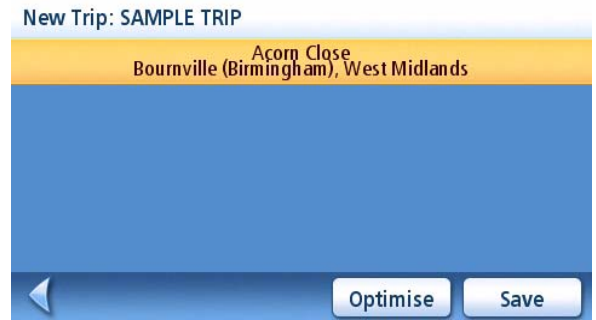 New Trip: SAMPLE TRIP
Acorn Close
Bournville (Birmingham), West Midlands
Optimise
Save